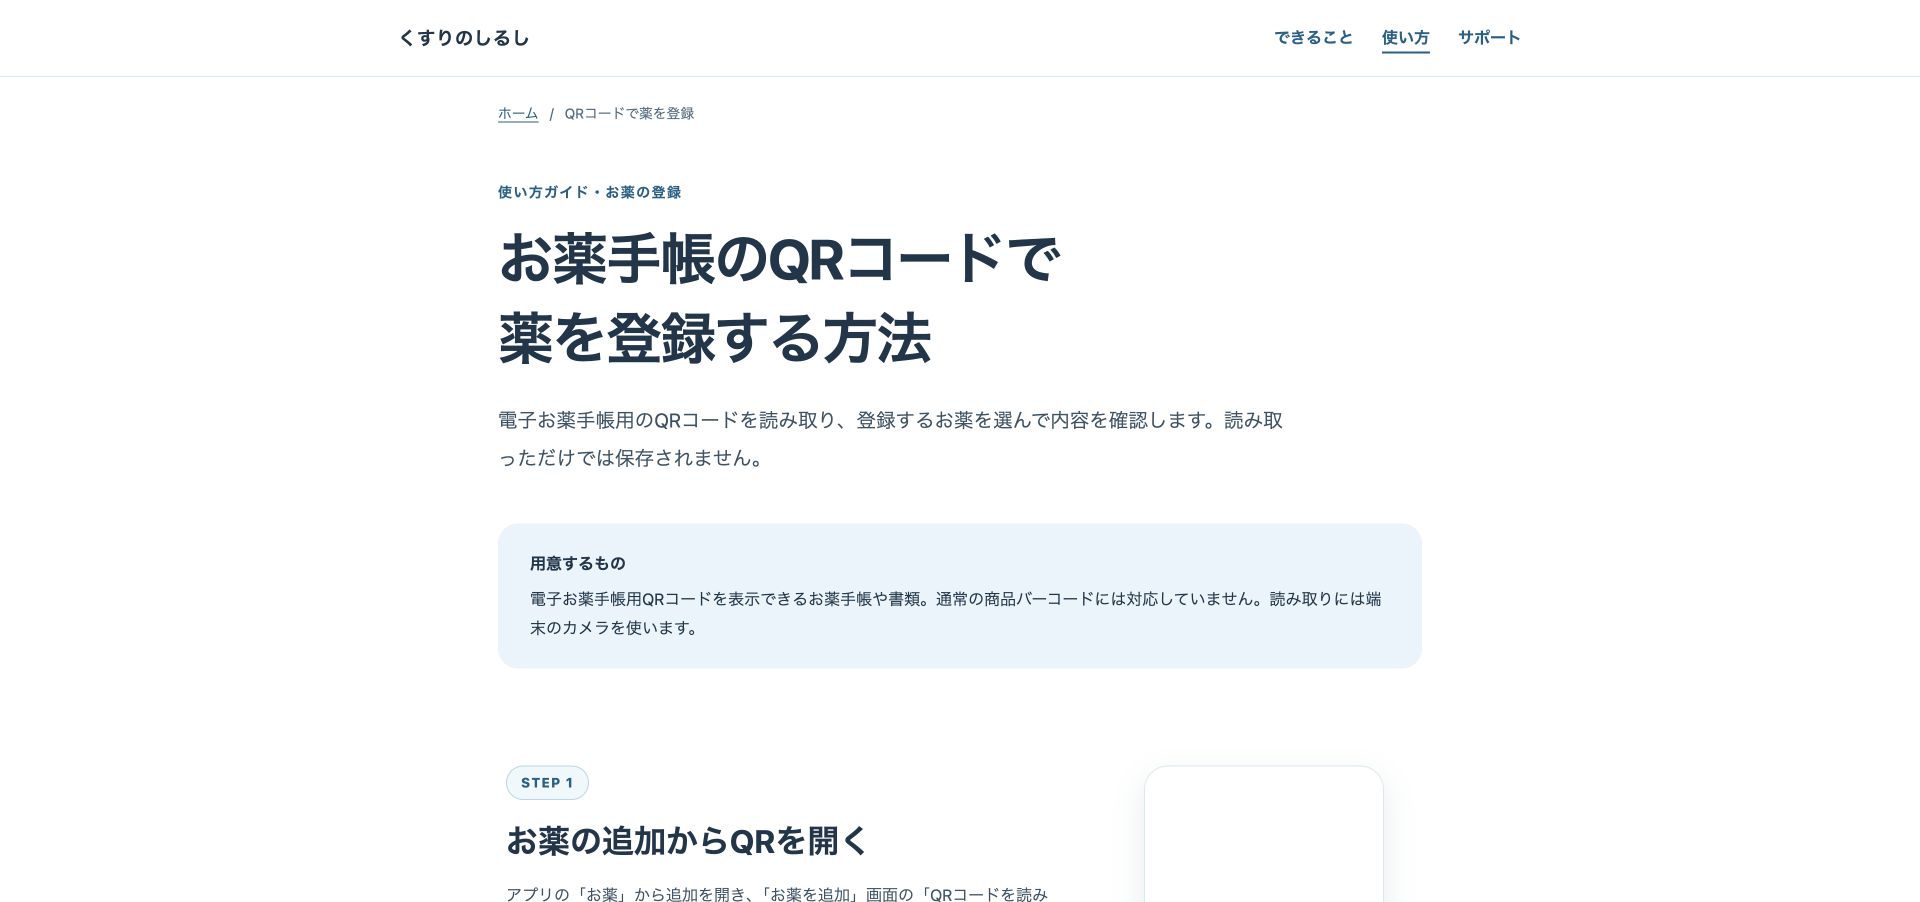 くすりのしるし
できること 使い方 サポート
ホーム / QRコードで薬を登録
使い方ガイド・お薬の登録
お薬手帳のQRコードで
薬を登録する方法
電子お薬手帳用のQRコードを読み取り、登録するお薬を選んで内容を確認します。読み取
っただけでは保存されません。
用意するもの
電子お薬手帳用QRコードを表示できるお薬手帳や書類。通常の商品バーコードには対応していません。読み取りには端
末のカメラを使います。
STEP 1
お薬の追加からQRを開く
アプリの「お薬」から追加を開き、「お薬を追加」画面の「QRコードを読み